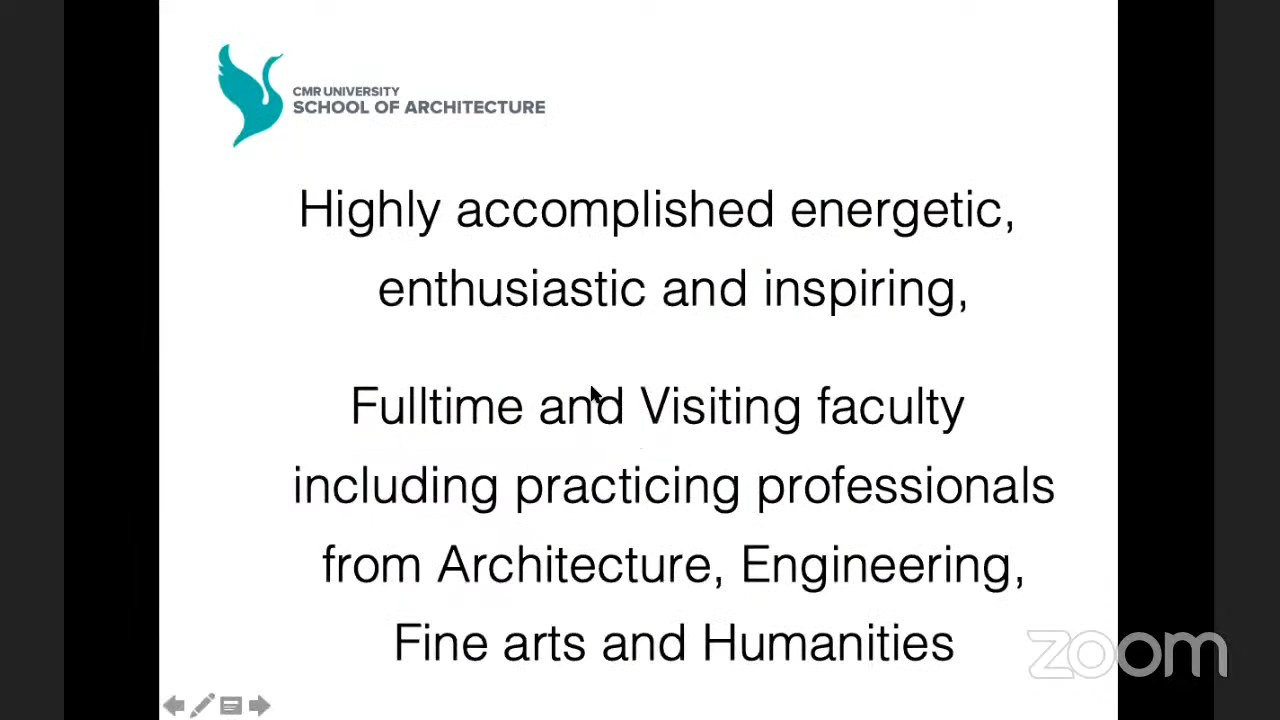 CMR UNIVERSITY
SCHOOL OF ARCHITECTURE
Highly accomplished energetic,
enthusiastic and inspiring,
Fulltime and Visiting faculty
including practicing professionals
from Architecture, Engineering,
Fine arts and Humanities
zoom